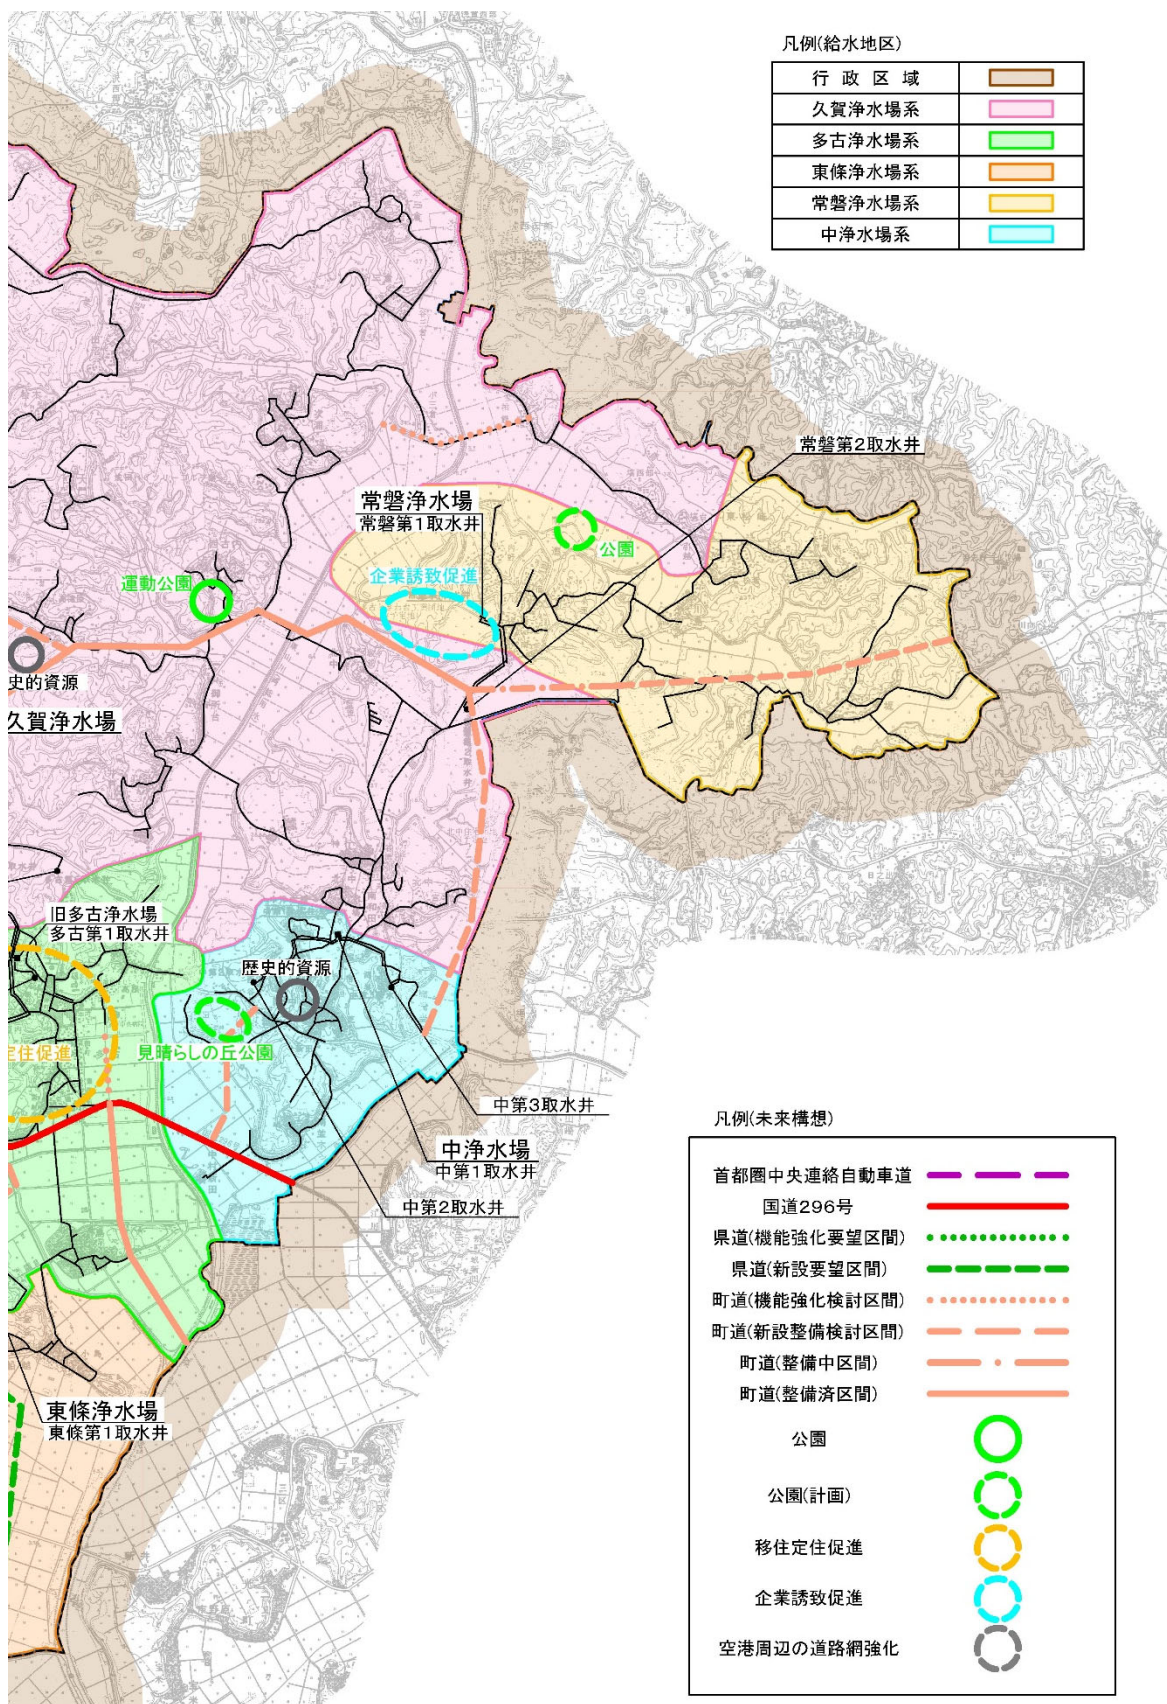 凡例(給水地区)
行政区域
久賀浄水場系
多古浄水場系
東條浄水場系
常磐浄水場系
中浄水場系
常磐第2取水井
常磐浄水場
常磐第1取水井
公園
企業誘致促進
運動公園
史的資源
久賀浄水場
旧多古浄水場
多古第1取水井
歴史的資源
定住促進
見晴らしの丘公園
中第3取水井
中浄水場
中第1取水井
中第2取水井
東條浄水場
東條第1取水井
凡例(未来構想)
首都圏中央連絡自動車道
国道296号
県道(機能強化要望区間)
県道(新設要望区間)
町道(機能強化検討区間)
町道(新設整備検討区間)
町道(整備中区間)
町道(整備済区間)
公園
公園(計画)
移住定住促進
企業誘致促進
空港周辺の道路網強化